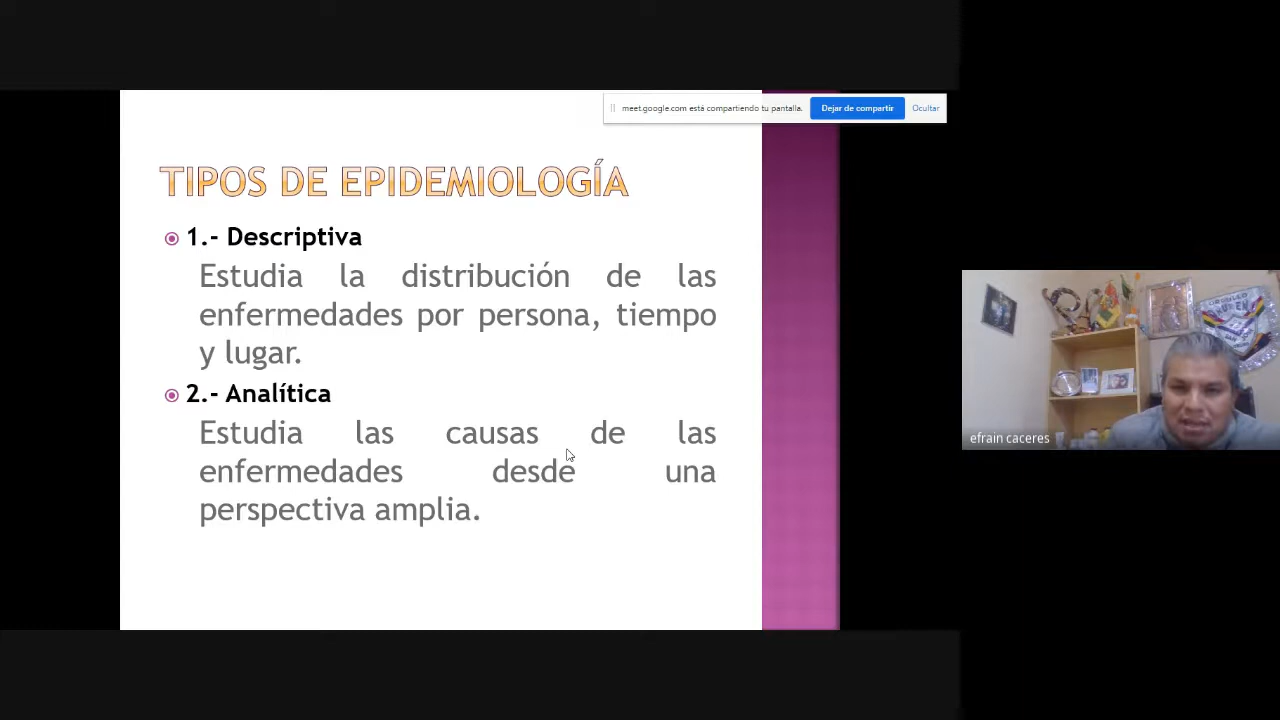 meet.google.com está compartiendo tu pantalla.
Dejar de compartir
Ocultar
TIPOS DE EPIDEMIOLOGÍA
1.- Descriptiva
Estudia la distribución de las
enfermedades por persona, tiempo
y lugar.
2.- Analítica
Estudia las causas de las
enfermedades desde una
perspectiva amplia.
efrain caceres